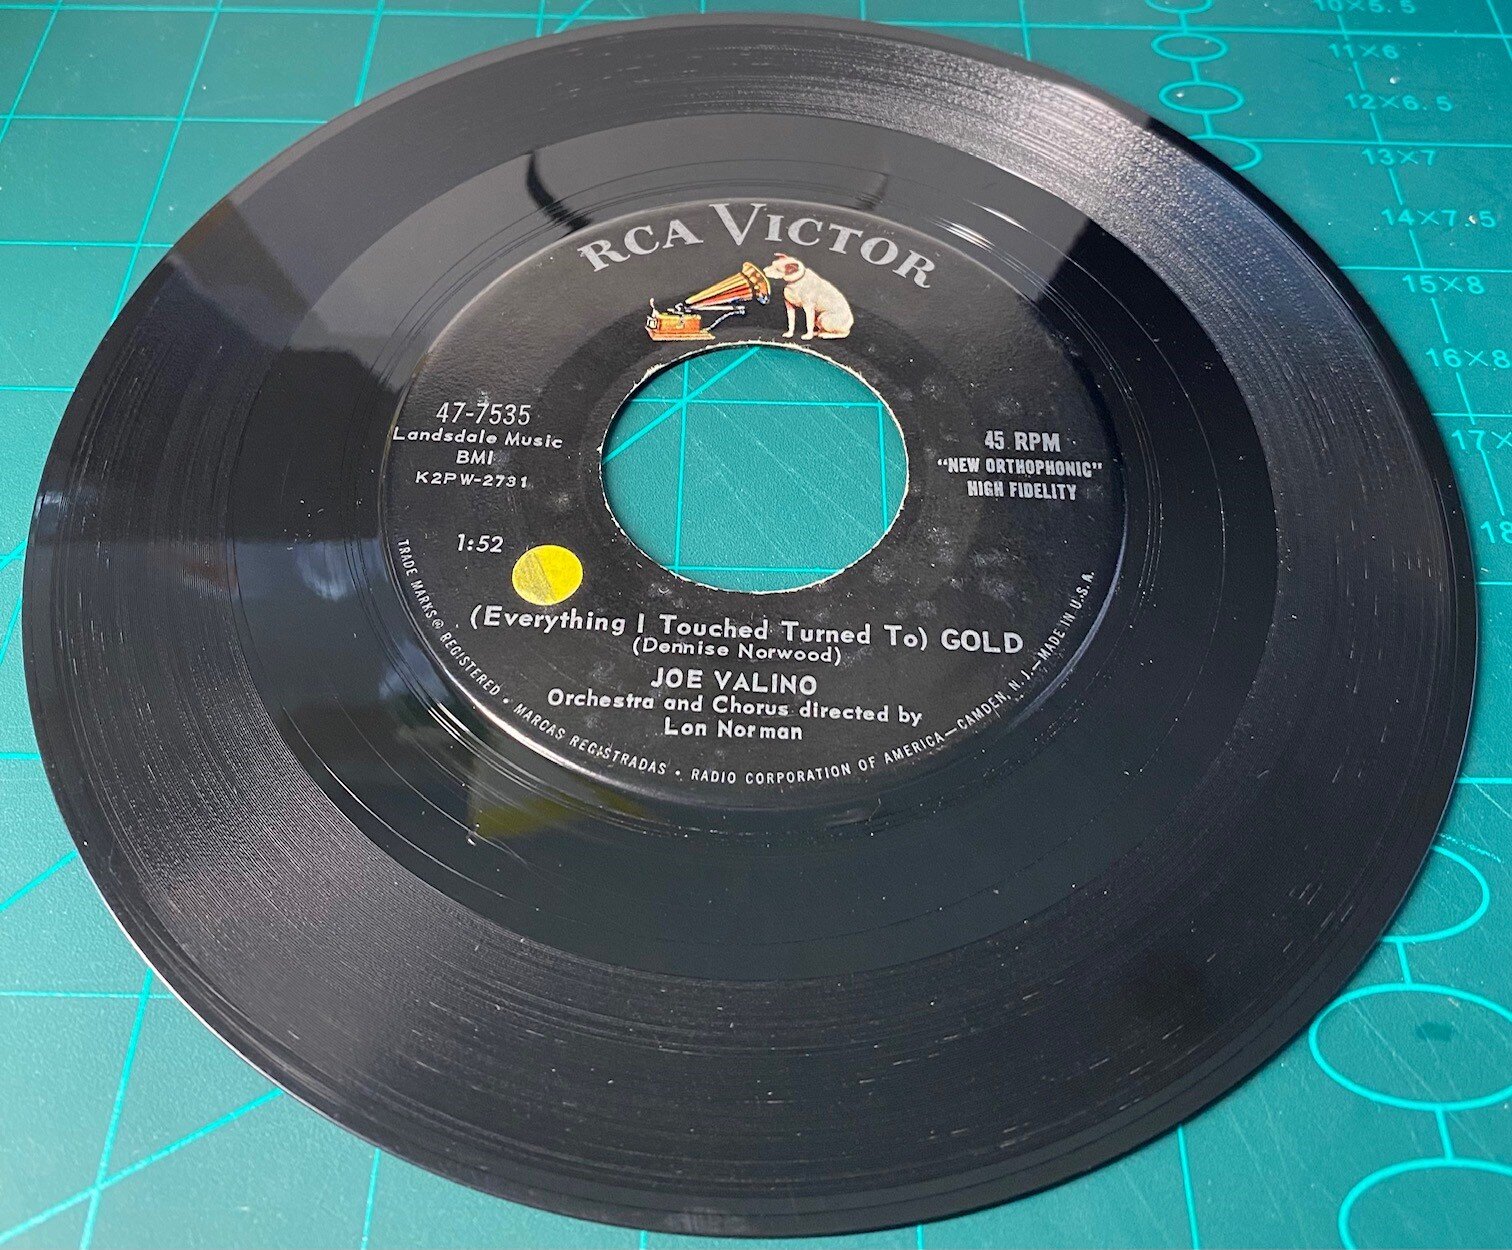 RCA VICTOR
47-7535
Landsdale Music
BMI
K2PW-2731
1:52
45 RPM
"NEW ORTHOPHONIC"
HIGH FIDELITY
(Everything I Touched Turned To) GOLD
(Dennise Norwood)
JOE VALINO
Orchestra and Chorus directed by
Lon Norman
TRADE MARKS ® REGISTERED • MARCAS REGISTRADAS • RADIO CORPORATION OF AMERICA—CAMDEN, N. J.—MADE IN U.S.A.
10×5.5
11×6
12×6.5
13×7
14×7.5
15×8